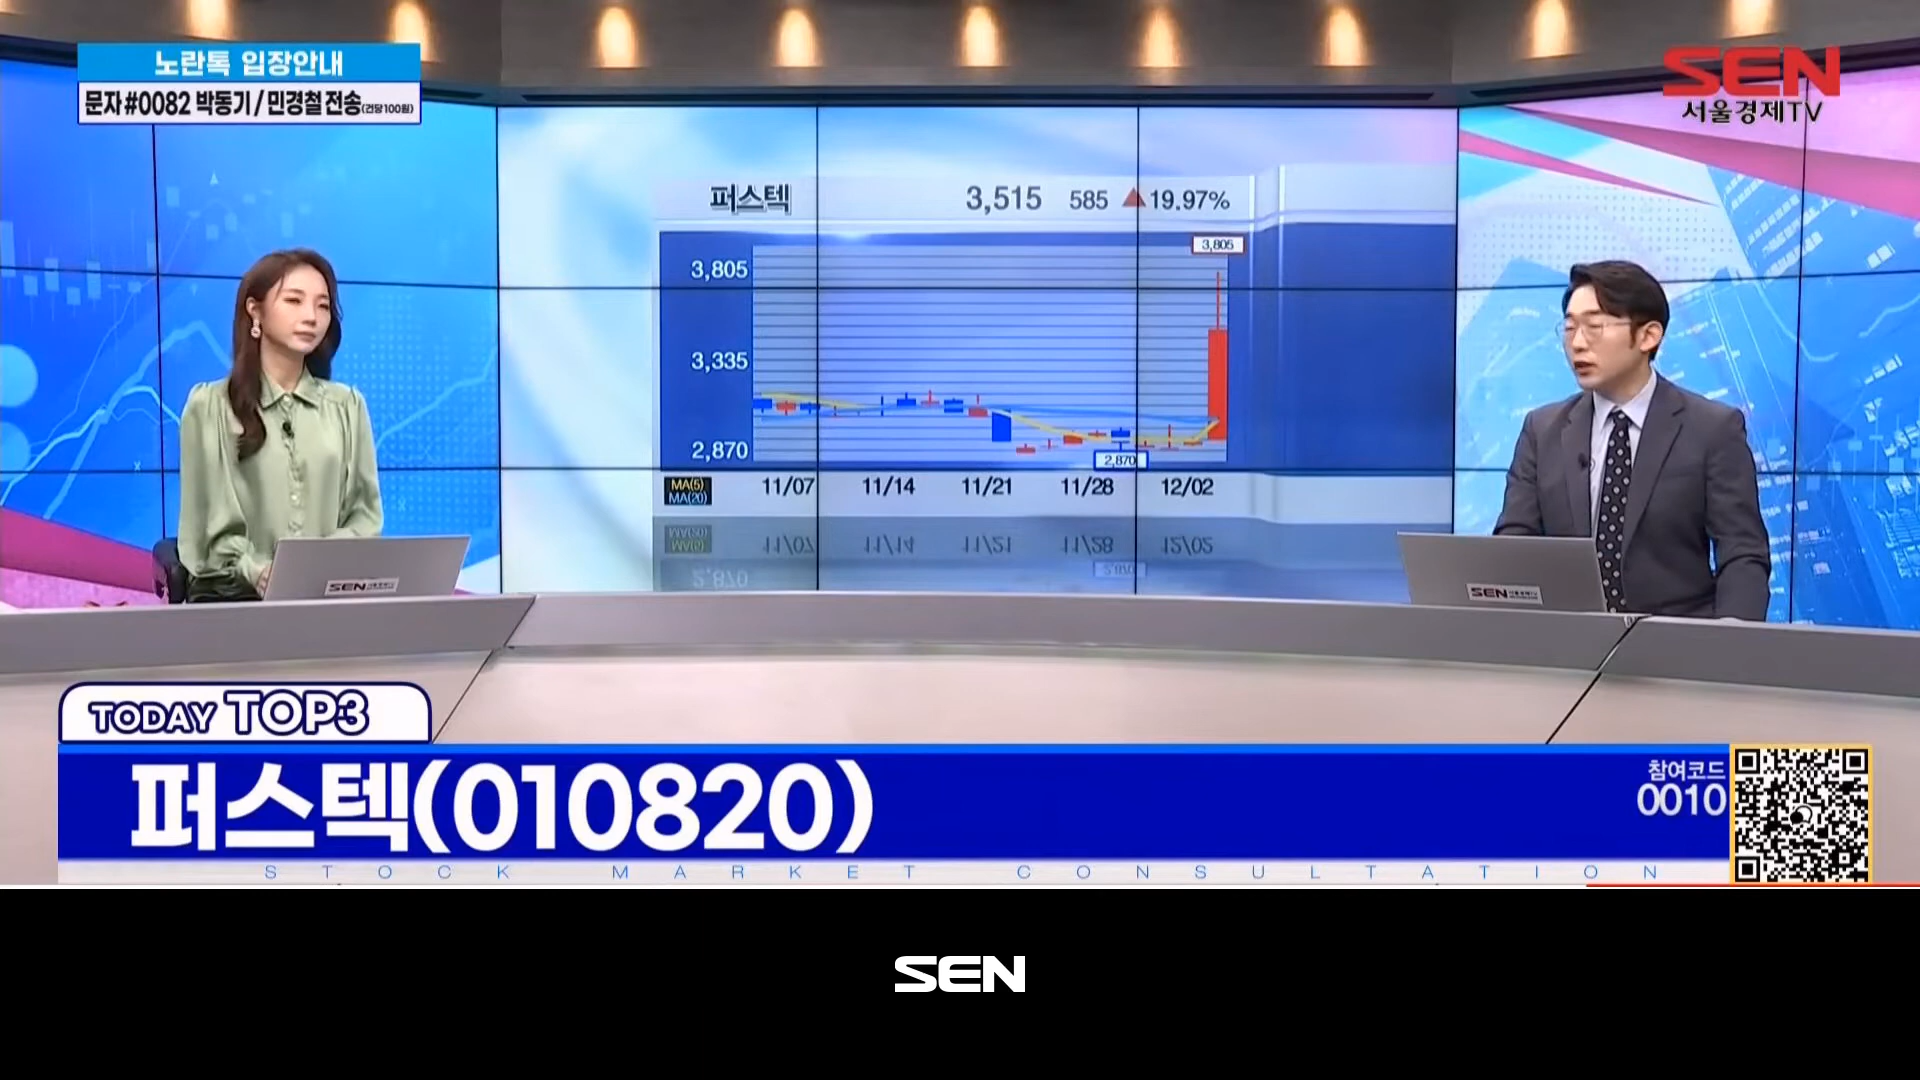 노란톡 입장안내
문자#0082 박동기/민경철 전송(건당100원)
SEN
서울경제TV
퍼스텍 3,515 585 ▲19.97%
3,805
3,805
3,335
2,870
2,870
MA(5)
MA(20)
11/07 11/14 11/21 11/28 12/02
SEN
SEN
TODAY TOP3
퍼스텍(010820)
참여코드
0010
STOCK MARKET CONSULTATION
SEN